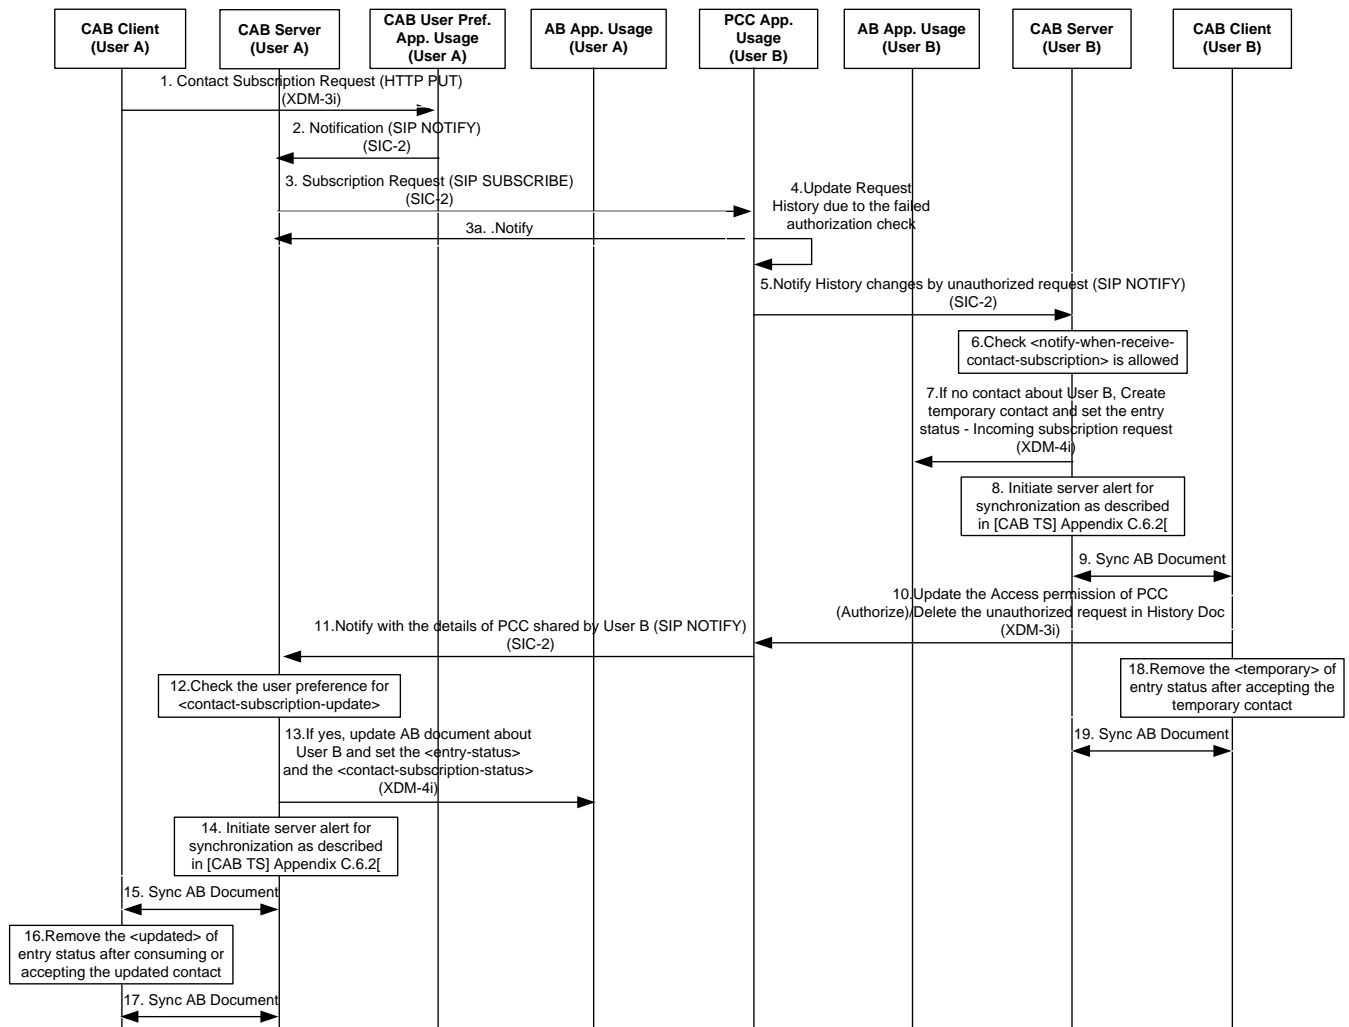 CAB Client
(User A)
CAB Server
(User A)
CAB User Pref.
App. Usage
(User A)
AB App. Usage
(User A)
PCC App.
Usage
(User B)
AB App. Usage
(User B)
CAB Server
(User B)
CAB Client
(User B)
1. Contact Subscription Request (HTTP PUT)
(XDM-3i)
2. Notification (SIP NOTIFY)
(SIC-2)
3. Subscription Request (SIP SUBSCRIBE)
(SIC-2)
4.Update Request
History due to the failed
authorization check
3a. .Notify
5.Notify History changes by unauthorized request (SIP NOTIFY)
(SIC-2)
6.Check <notify-when-receive-
contact-subscription> is allowed
7.If no contact about User B, Create
temporary contact and set the entry
status - Incoming subscription request
(XDM-4i)
8. Initiate server alert for
synchronization as described
in [CAB TS] Appendix C.6.2[
9. Sync AB Document
10.Update the Access permission of PCC
(Authorize)/Delete the unauthorized request in History Doc
(XDM-3i)
11.Notify with the details of PCC shared by User B (SIP NOTIFY)
(SIC-2)
12.Check the user preference for
<contact-subscription-update>
18.Remove the <temporary> of
entry status after accepting the
temporary contact
13.If yes, update AB document about
User B and set the <entry-status>
and the <contact-subscription-status>
(XDM-4i)
19. Sync AB Document
14. Initiate server alert for
synchronization as described
in [CAB TS] Appendix C.6.2[
15. Sync AB Document
16.Remove the <updated> of
entry status after consuming or
accepting the updated contact
17. Sync AB Document